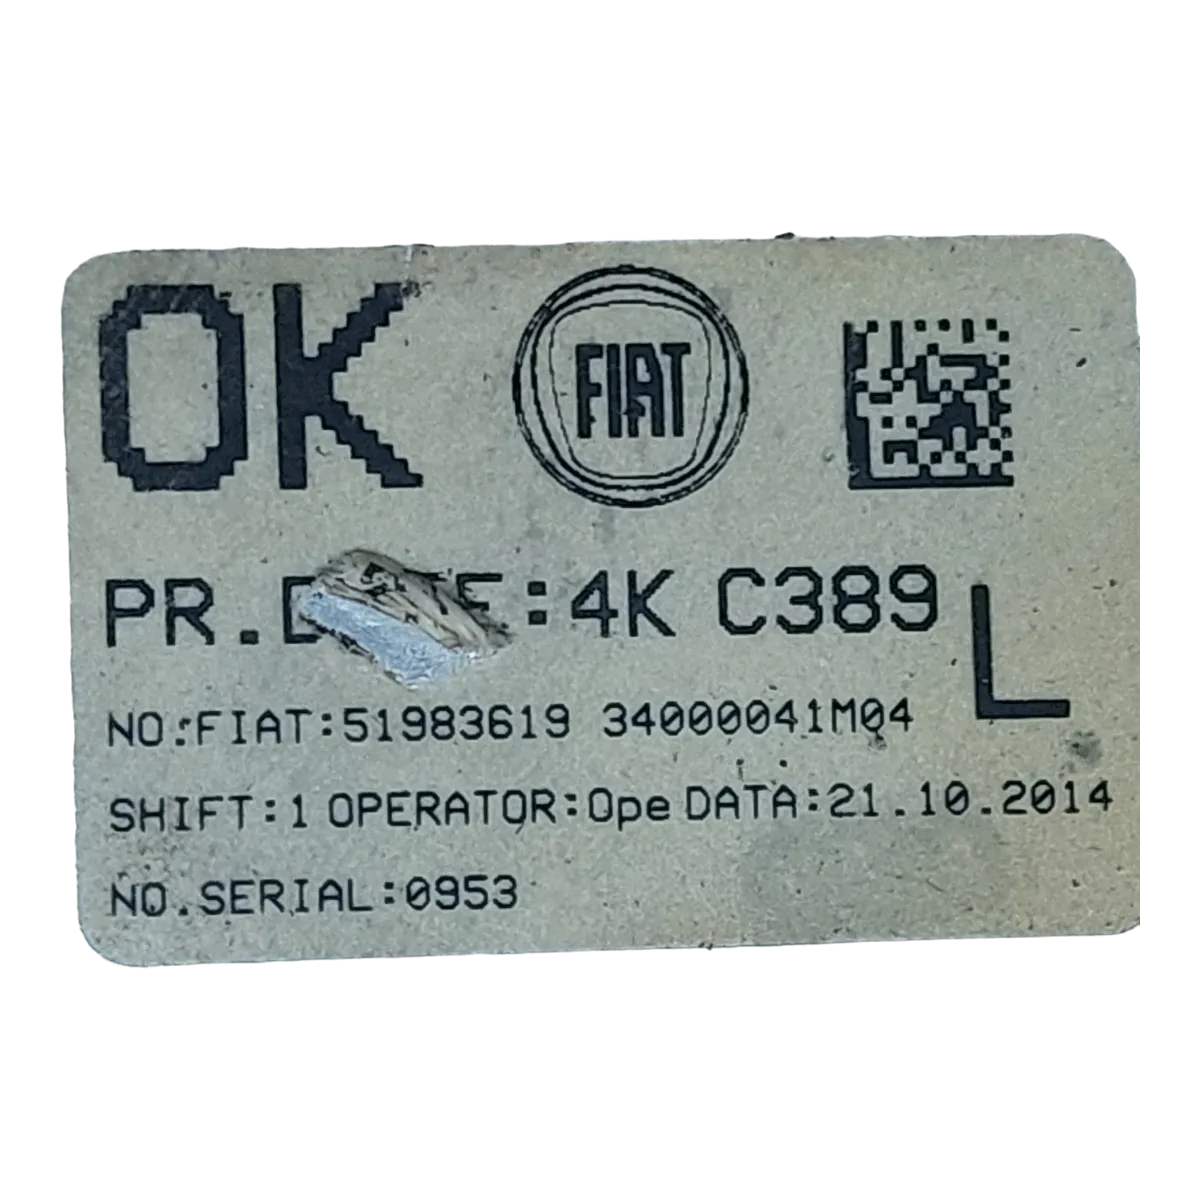 OK FIAT
PR. :4K C389 L
NO.:FIAT:51983619 34000041M04
SHIFT:1 OPERATOR:Ope DATA:21.10.2014
NO.SERIAL:0953